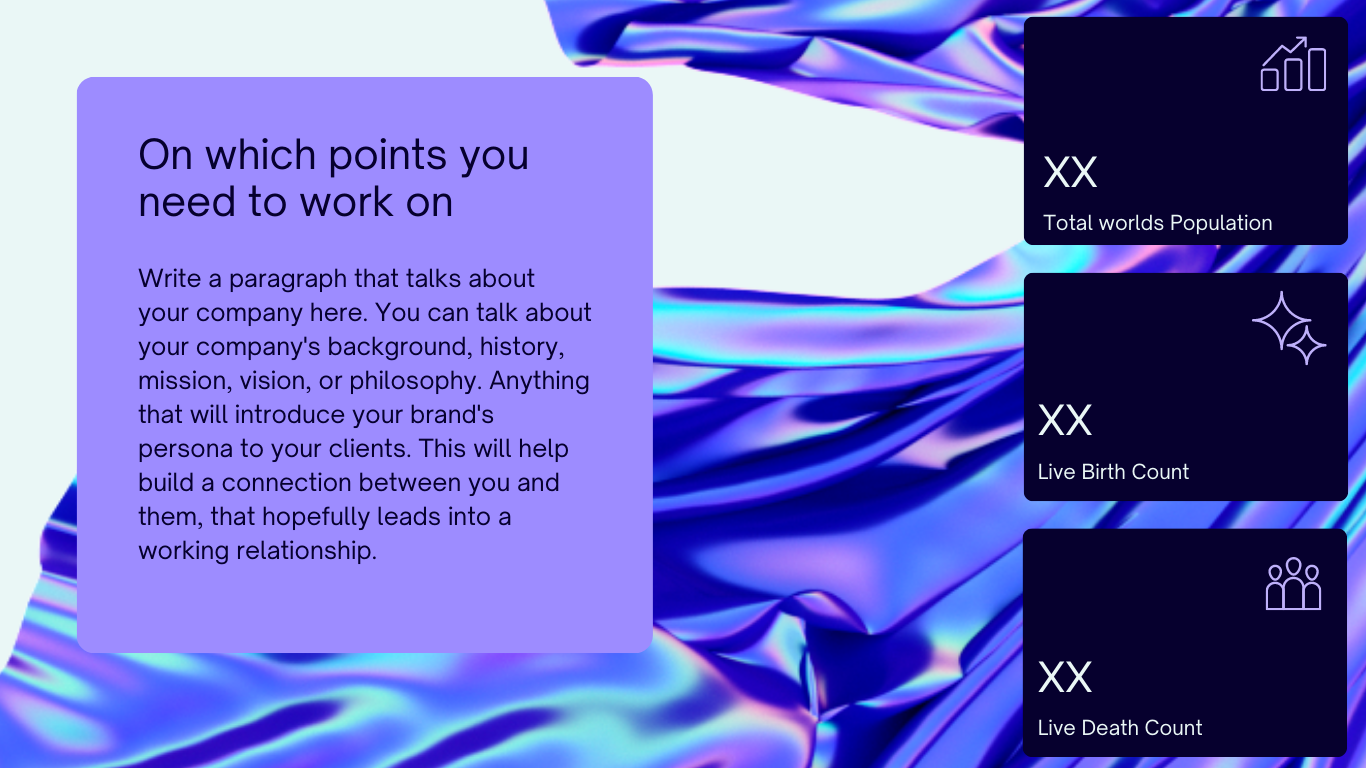 On which points you
need to work on
Write a paragraph that talks about
your company here. You can talk about
your company's background, history,
mission, vision, or philosophy. Anything
that will introduce your brand's
persona to your clients. This will help
build a connection between you and
them, that hopefully leads into a
working relationship.
XX
Total worlds Population
XX
Live Birth Count
XX
Live Death Count